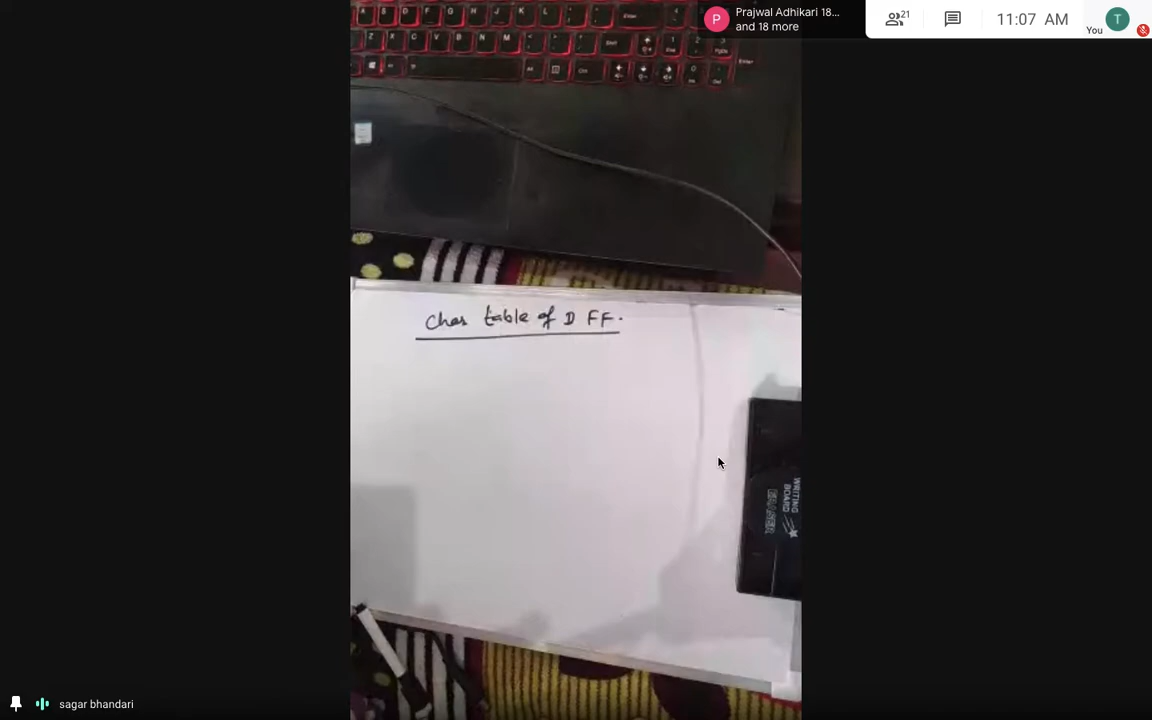 Prajwal Adhikari 18...
and 18 more
21
11:07 AM
You
T
P
Char table of D FF.
WRITING
BOARD
ERASER
sagar bhandari